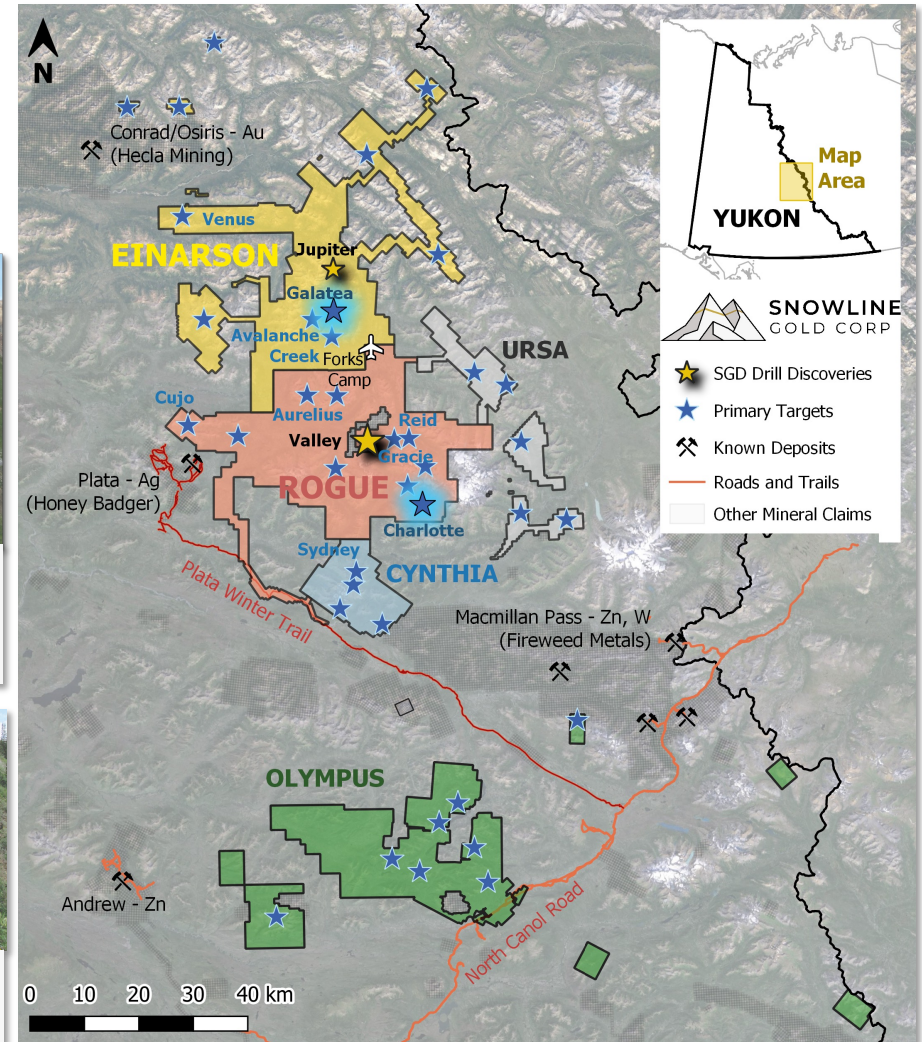 N
Conrad/Osiris - Au
(Hecla Mining)
Map
Area
YUKON
Venus
EINARSON
Jupiter
Galatea
SNOWLINE
GOLD CORP
Avalanche
Creek
Forks
Camp
URSA
SGD Drill Discoveries
Cujo
Aurelius
Reid
Primary Targets
Valley
Gracie
Known Deposits
Plata - Ag
(Honey Badger)
ROGUE
Roads and Trails
Charlotte
Other Mineral Claims
Sydney
CYNTHIA
Plata Winter Trail
Macmillan Pass - Zn, W
(Fireweed Metals)
OLYMPUS
Andrew - Zn
North Canol Road
0 10 20 30 40 km